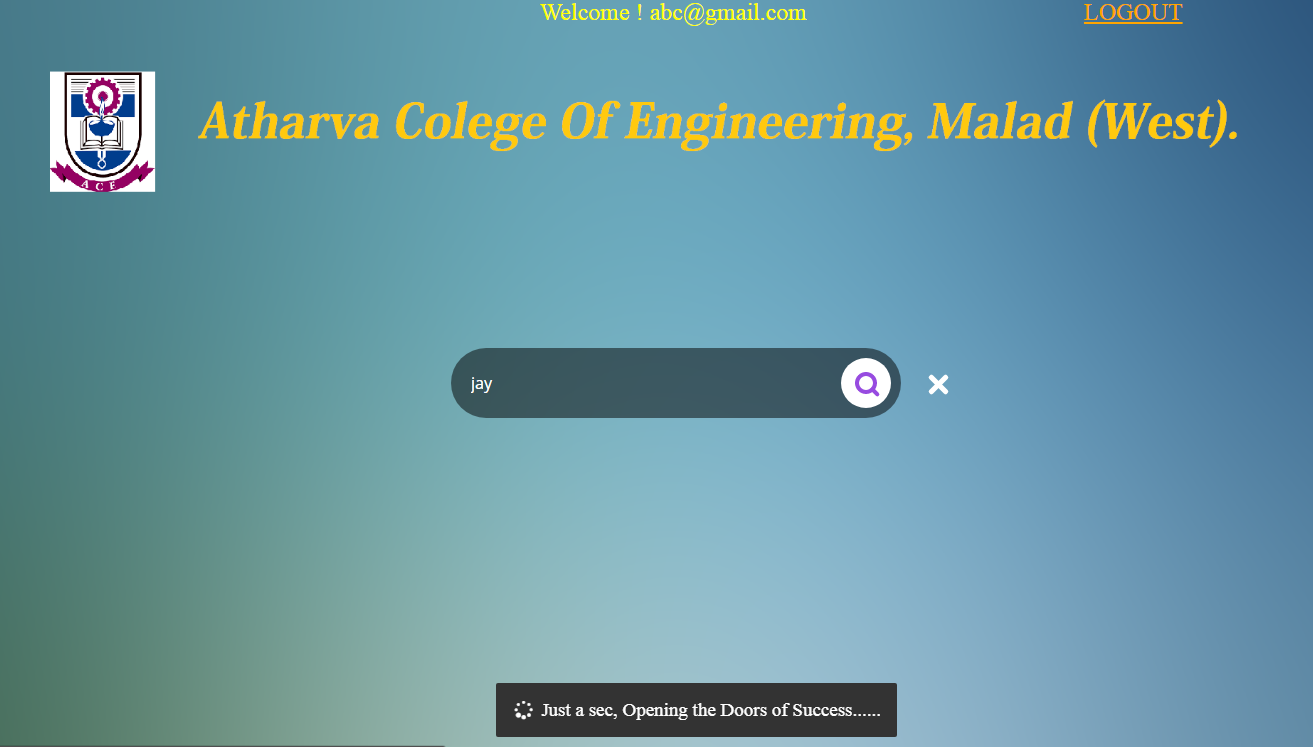 Welcome ! abc@gmail.com
LOGOUT
Atharva Colege Of Engineering, Malad (West).
A C E
jay
Just a sec, Opening the Doors of Success......